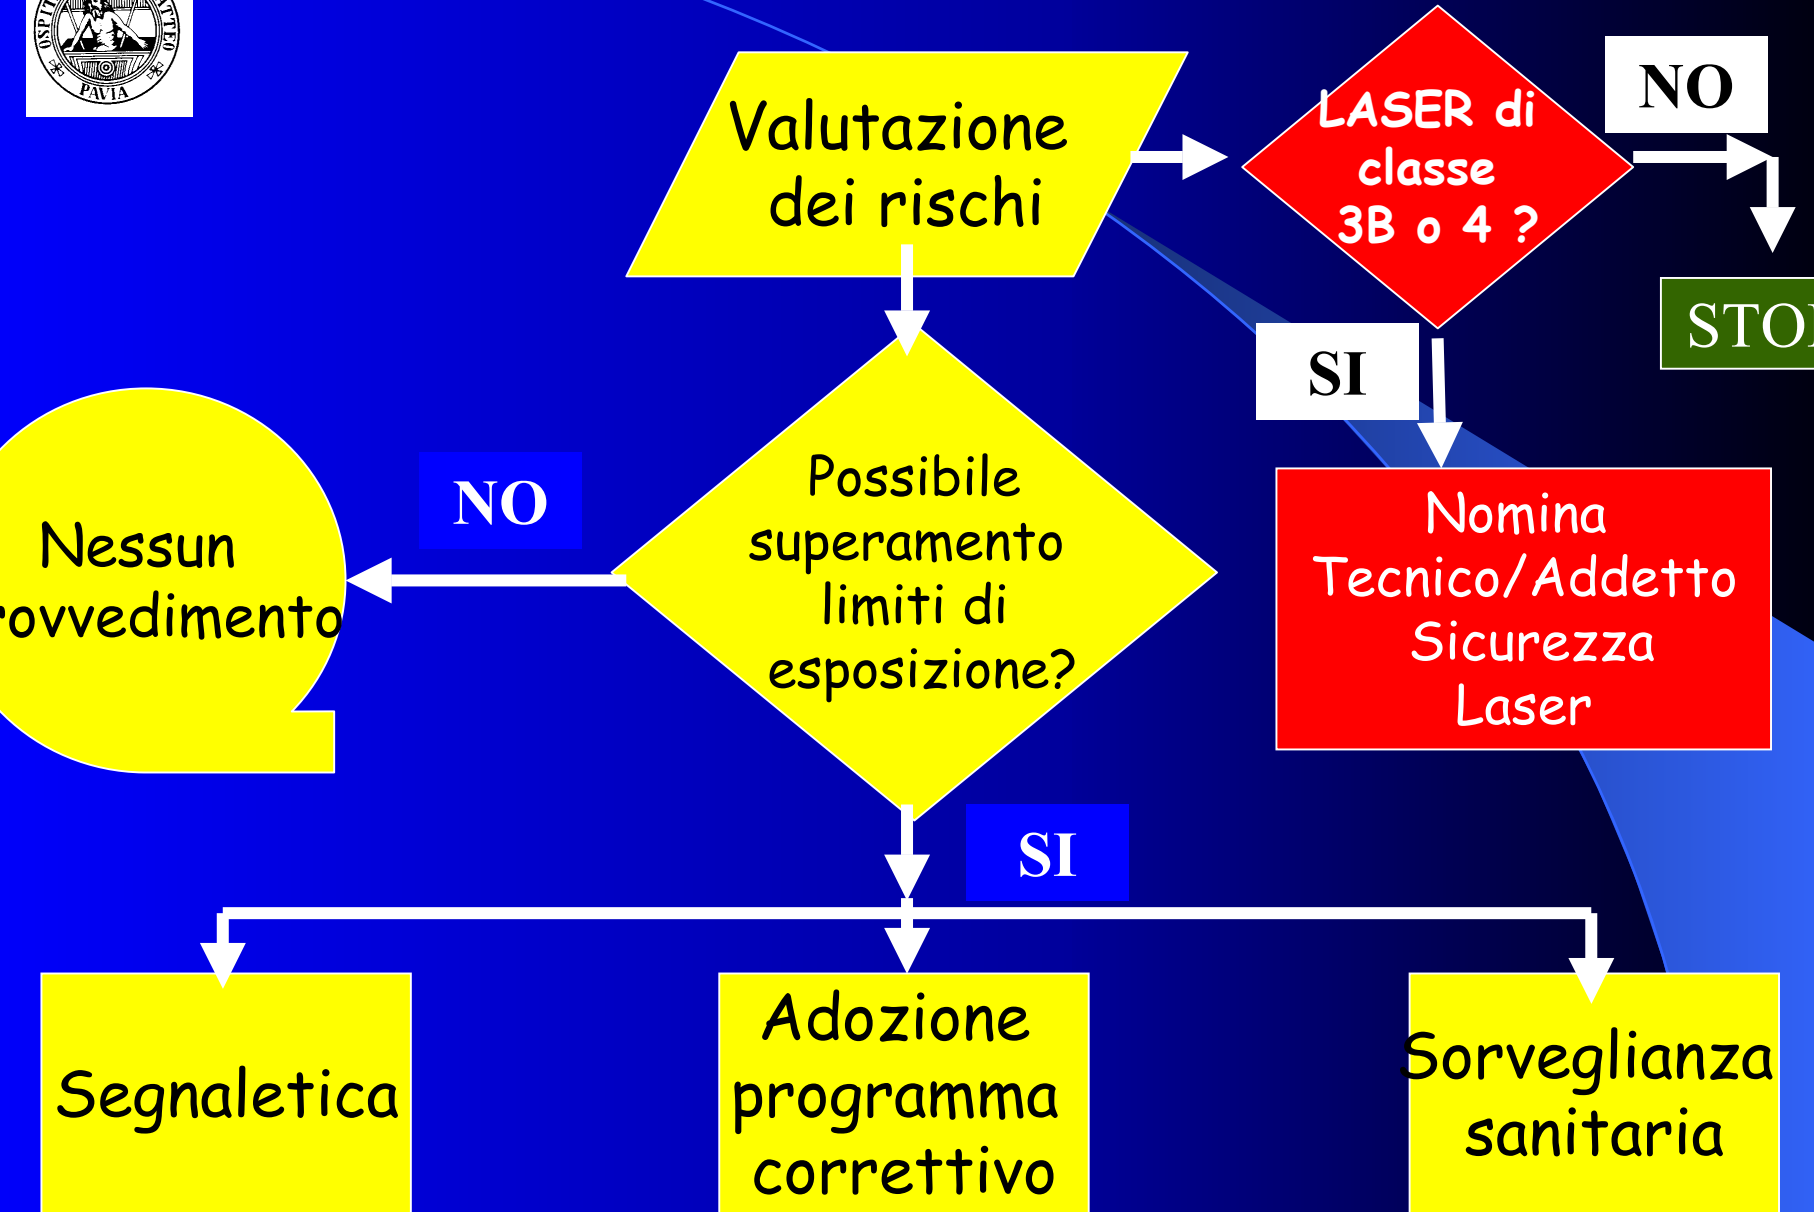 PAVIA
Valutazione
dei rischi
LASER di
classe
3B o 4 ?
NO
SI
Nomina
Tecnico/Addetto
Sicurezza
Laser
Possibile
superamento
limiti di
esposizione?
NO
Nessun
rovvedimento
SI
Segnaletica
Adozione
programma
correttivo
Sorveglianza
sanitaria